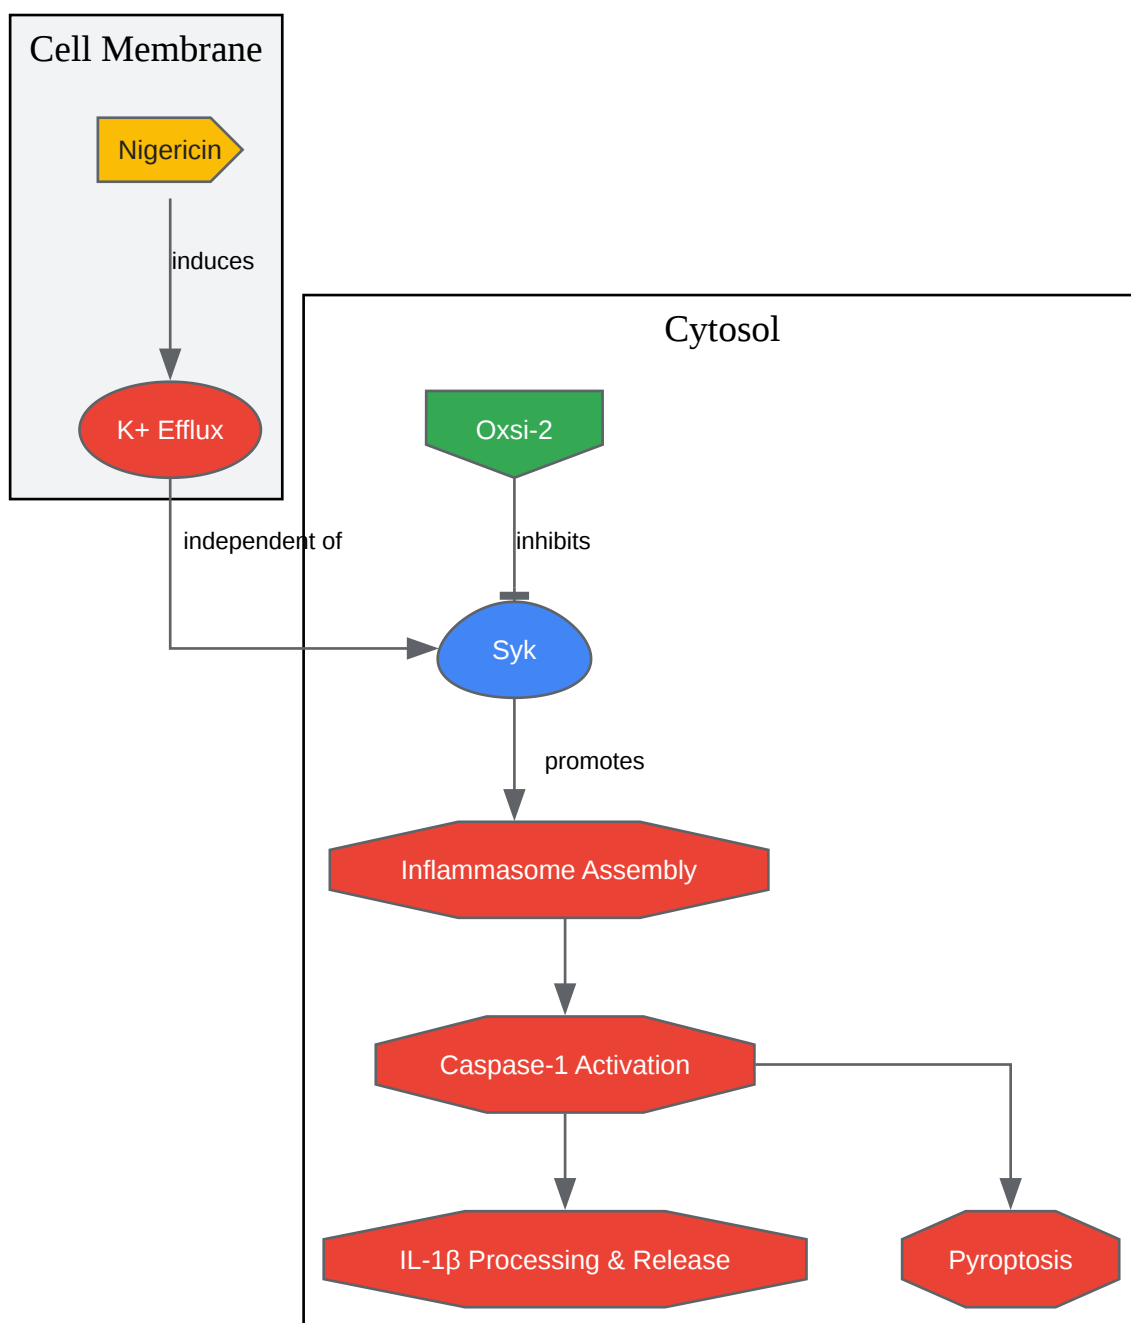 Cell Membrane
Nigericin
induces
Cytosol
K+ Efflux
Oxsi-2
independent of
inhibits
Syk
promotes
Inflammasome Assembly
Caspase-1 Activation
IL-1β Processing & Release
Pyroptosis